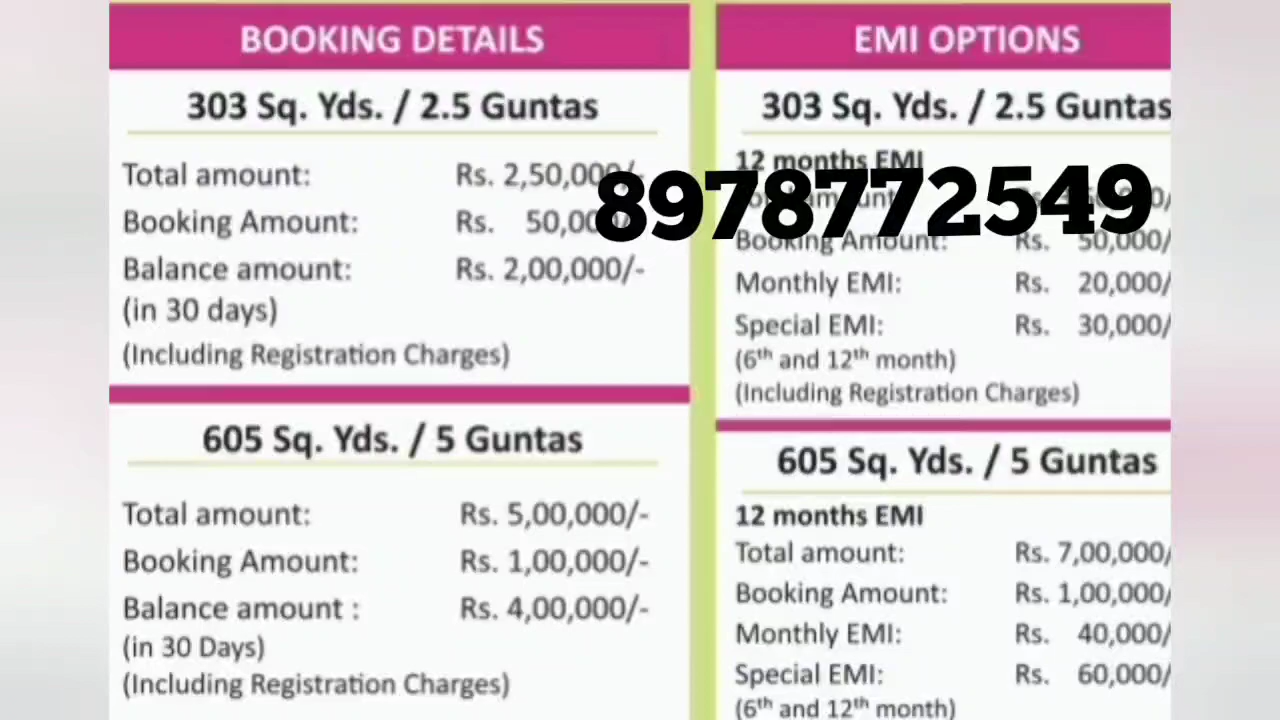 BOOKING DETAILS
303 Sq. Yds. / 2.5 Guntas
Total amount: Rs. 2,50,000/-
Booking Amount: Rs. 50,000/-
Balance amount: Rs. 2,00,000/-
(in 30 days)
(Including Registration Charges)
605 Sq. Yds. / 5 Guntas
Total amount: Rs. 5,00,000/-
Booking Amount: Rs. 1,00,000/-
Balance amount : Rs. 4,00,000/-
(in 30 Days)
(Including Registration Charges)
EMI OPTIONS
303 Sq. Yds. / 2.5 Guntas
12 months EMI
8978772549
Booking Amount: Rs. 50,000/
Monthly EMI: Rs. 20,000/
Special EMI: Rs. 30,000/
(6th and 12th month)
(Including Registration Charges)
605 Sq. Yds. / 5 Guntas
12 months EMI
Total amount: Rs. 7,00,000/
Booking Amount: Rs. 1,00,000/
Monthly EMI: Rs. 40,000/
Special EMI: Rs. 60,000/
(6th and 12th month)